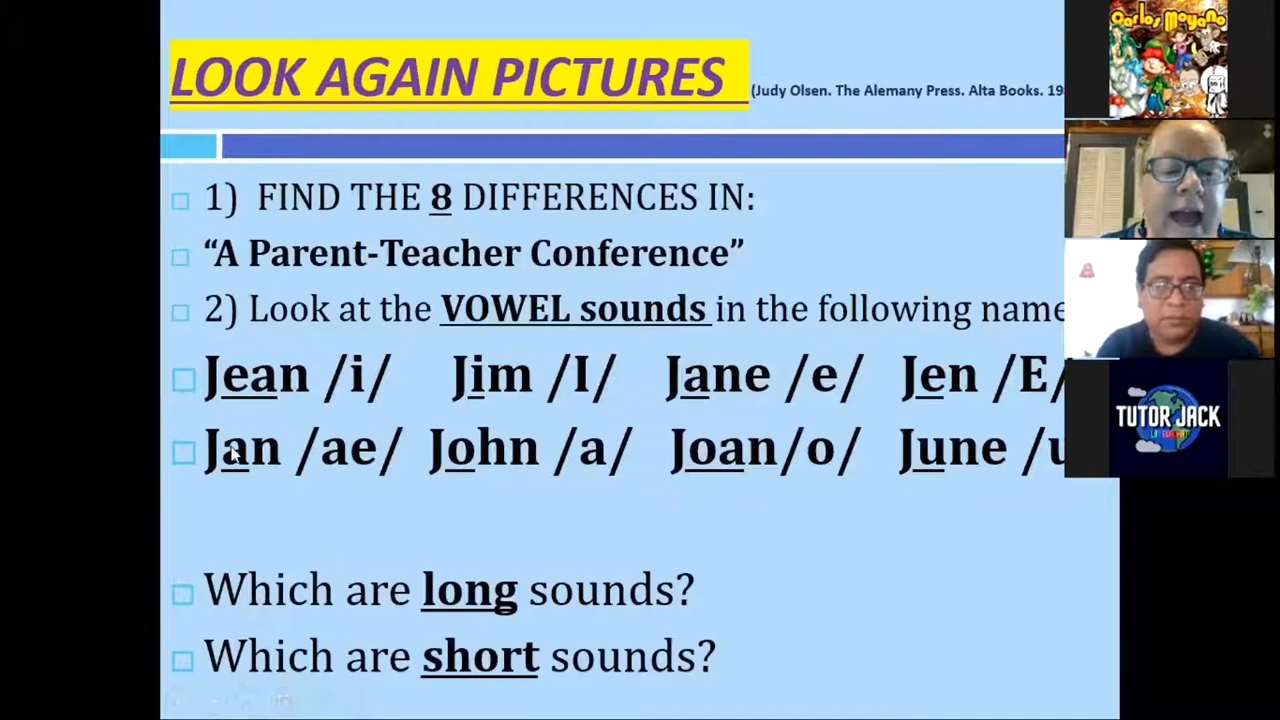 LOOK AGAIN PICTURES (Judy Olsen. The Alemany Press. Alta Books.
1) FIND THE 8 DIFFERENCES IN:
“A Parent-Teacher Conference”
2) Look at the VOWEL sounds in the following
Jean /i/ Jim /I/ Jane /e/ Jen /E/
Jan /ae/ John /a/ Joan/o/ June
Which are long sounds?
Which are short sounds?
Carlos Moyano
TUTOR JACK